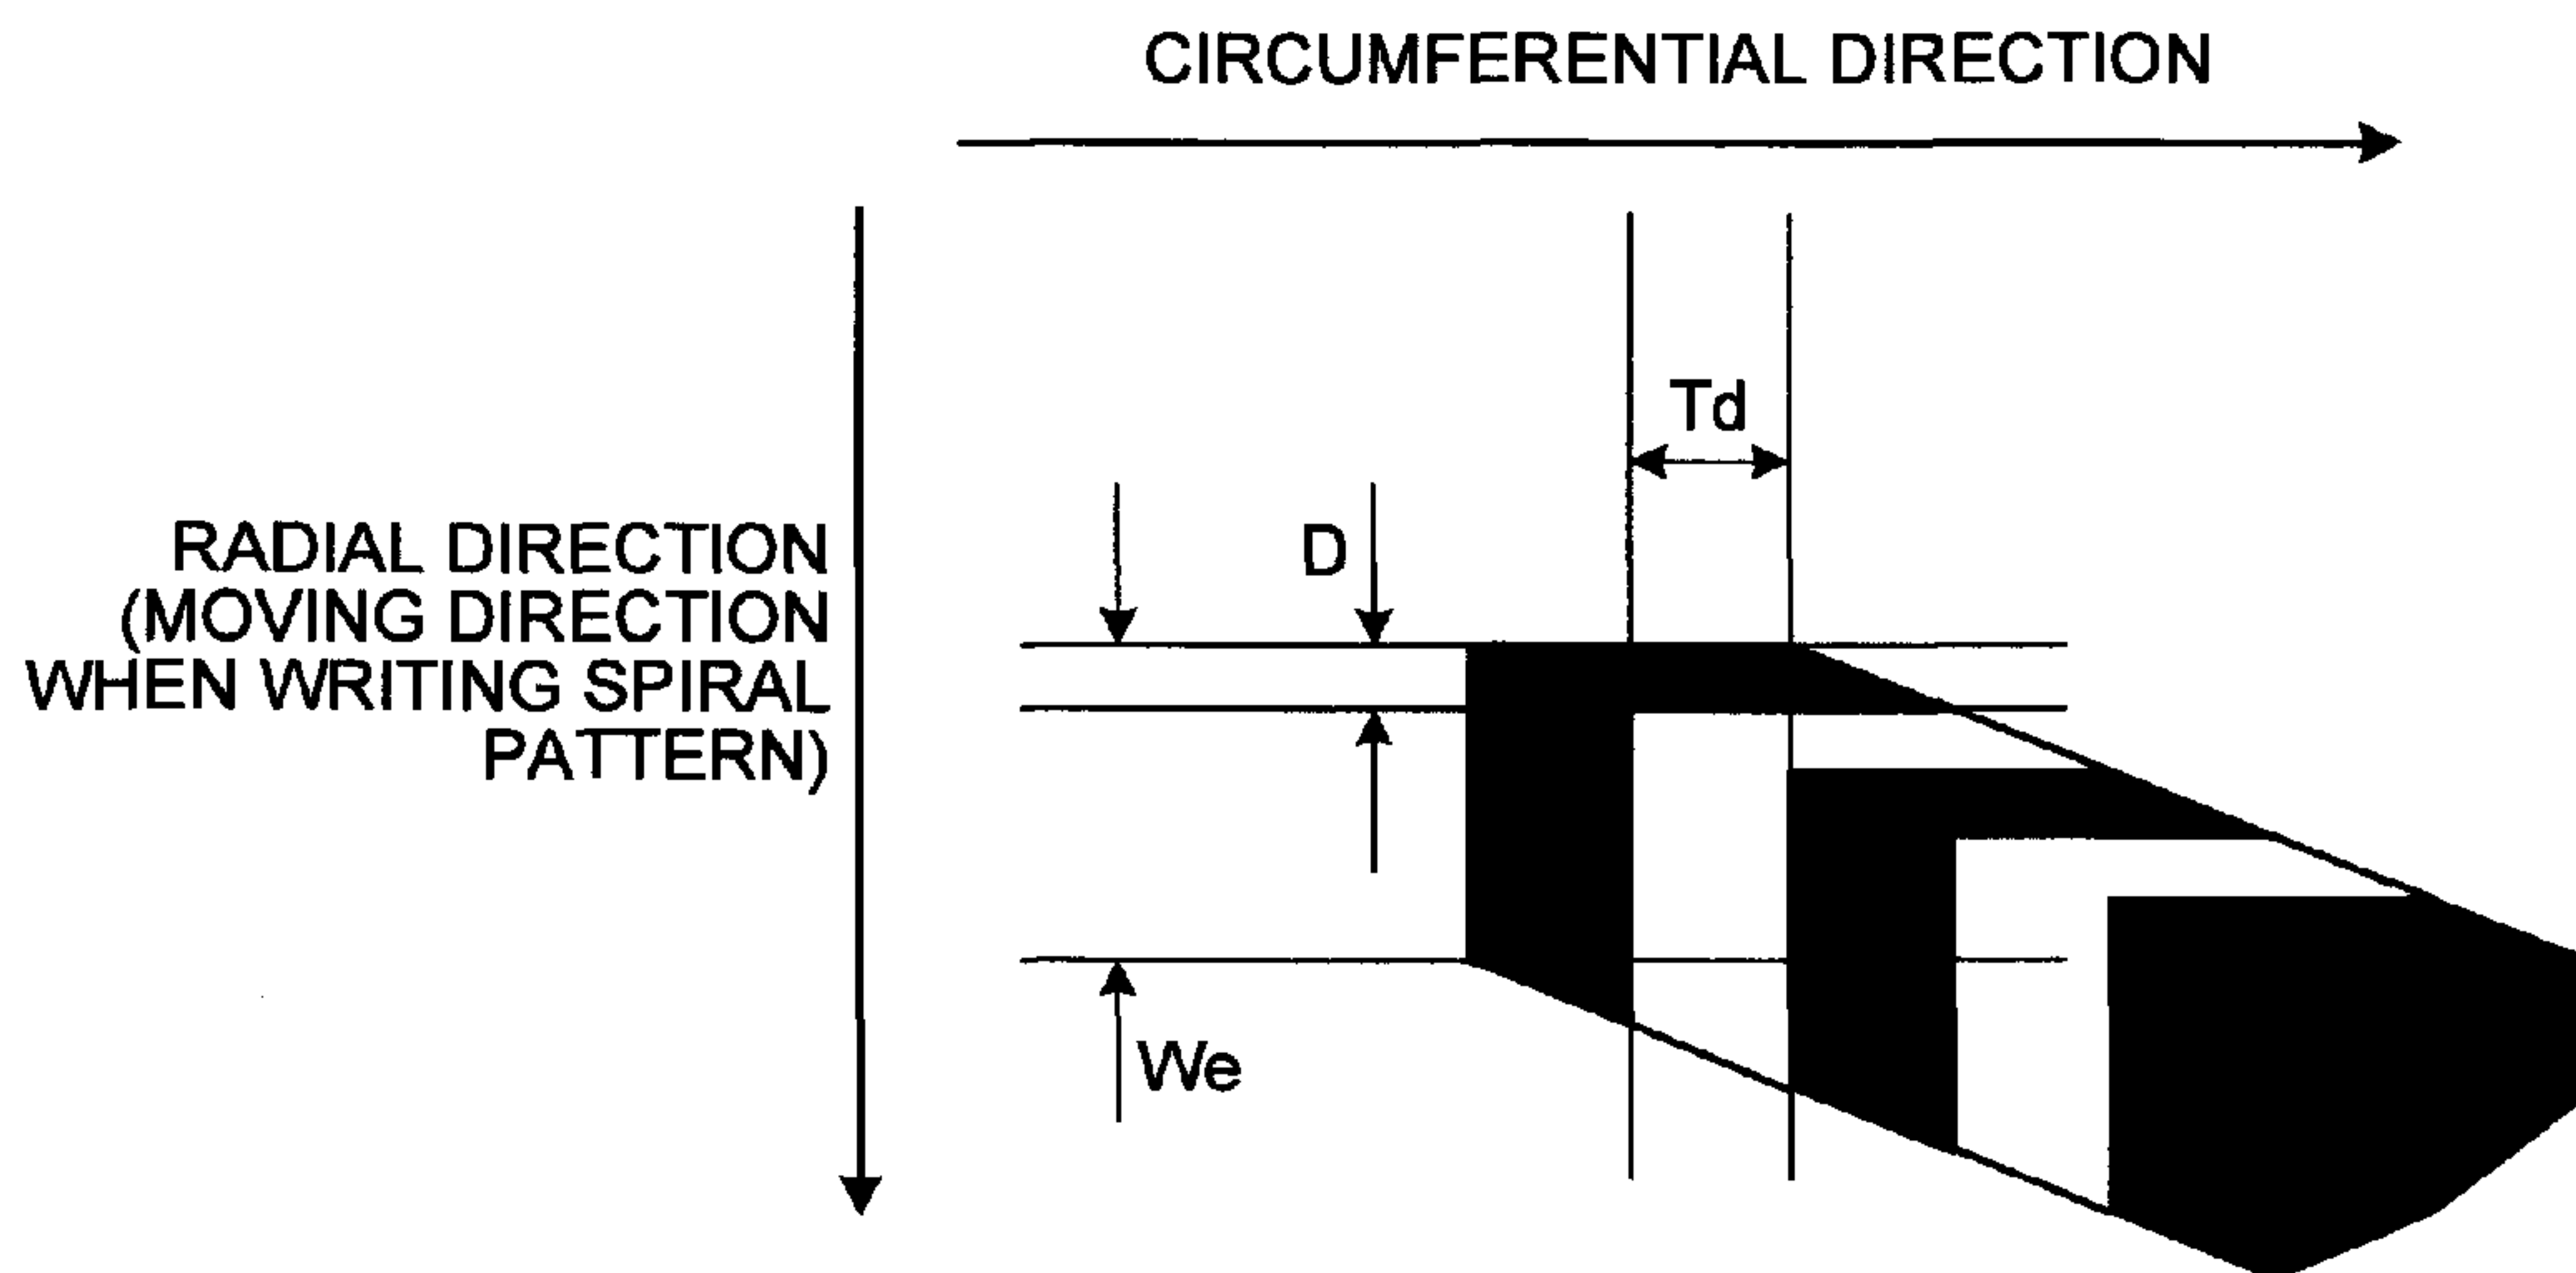 CIRCUMFERENTIAL DIRECTION
Td
D
RADIAL DIRECTION
(MOVING DIRECTION
WHEN WRITING SPIRAL
PATTERN)
We